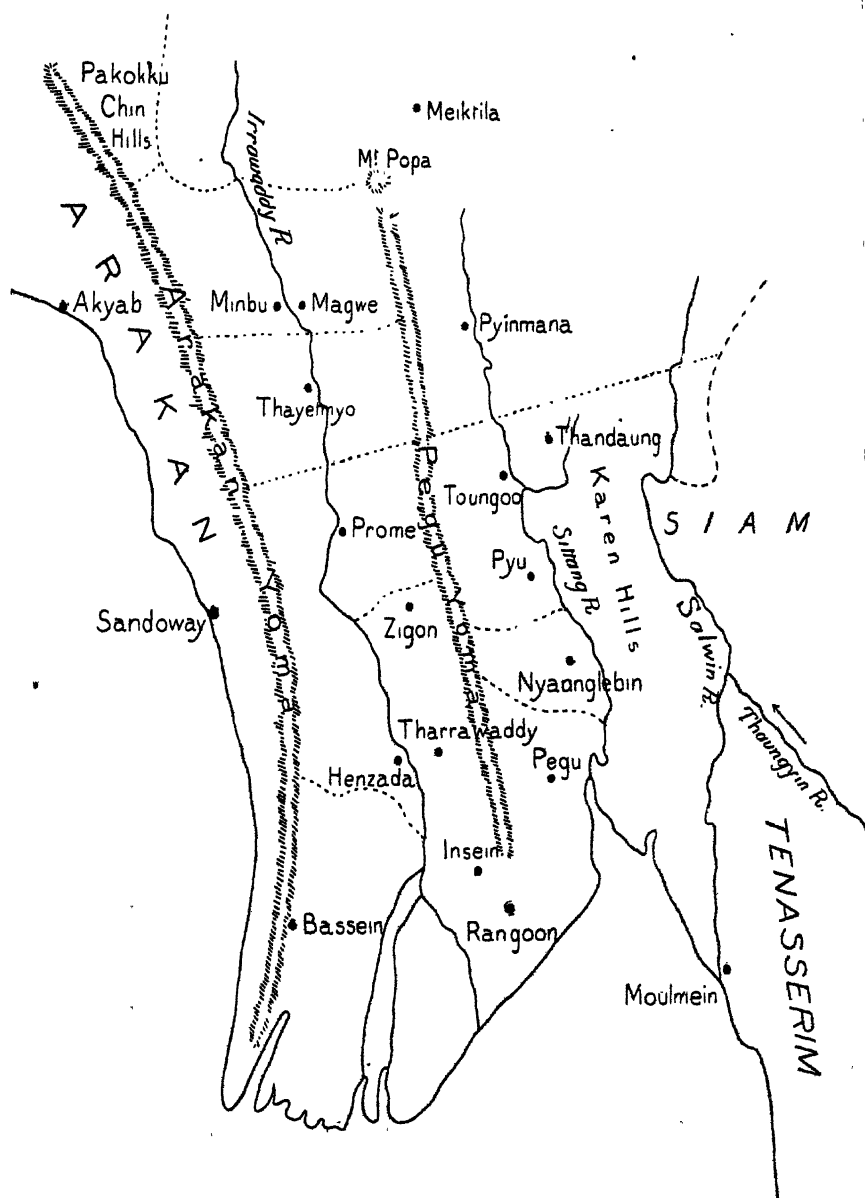 Pakokku
Chin
Hills
Irrawaddy R
Meiktila
Mt Popa
ARAKAN
Akyab
Minbu
Magwe
Arakan Yoma
Pyinmana
Thayetmyo
Thandaung
Pegu Yoma
Toungoo
Karen Hills
SIAM
Prome
Sittang R
Pyu
Sandoway
Zigon
Salwin R.
Nyaunglebin
Thaungyin R.
Tharrawaddy
Henzada
Pegu
TENASSERIM
Insein
Bassein
Rangoon
Moulmein